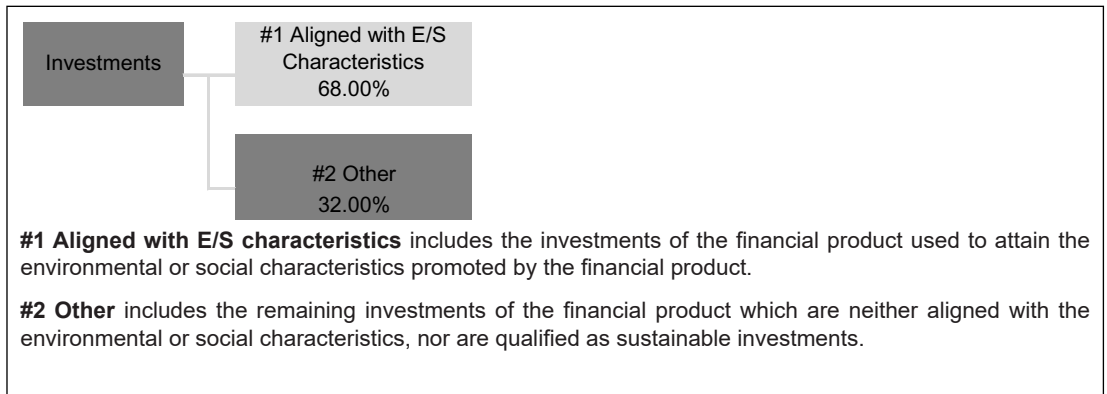 Investments
#1 Aligned with E/S
Characteristics
68.00%
#2 Other
32.00%
#1 Aligned with E/S characteristics includes the investments of the financial product used to attain the
environmental or social characteristics promoted by the financial product.
#2 Other includes the remaining investments of the financial product which are neither aligned with the
environmental or social characteristics, nor are qualified as sustainable investments.